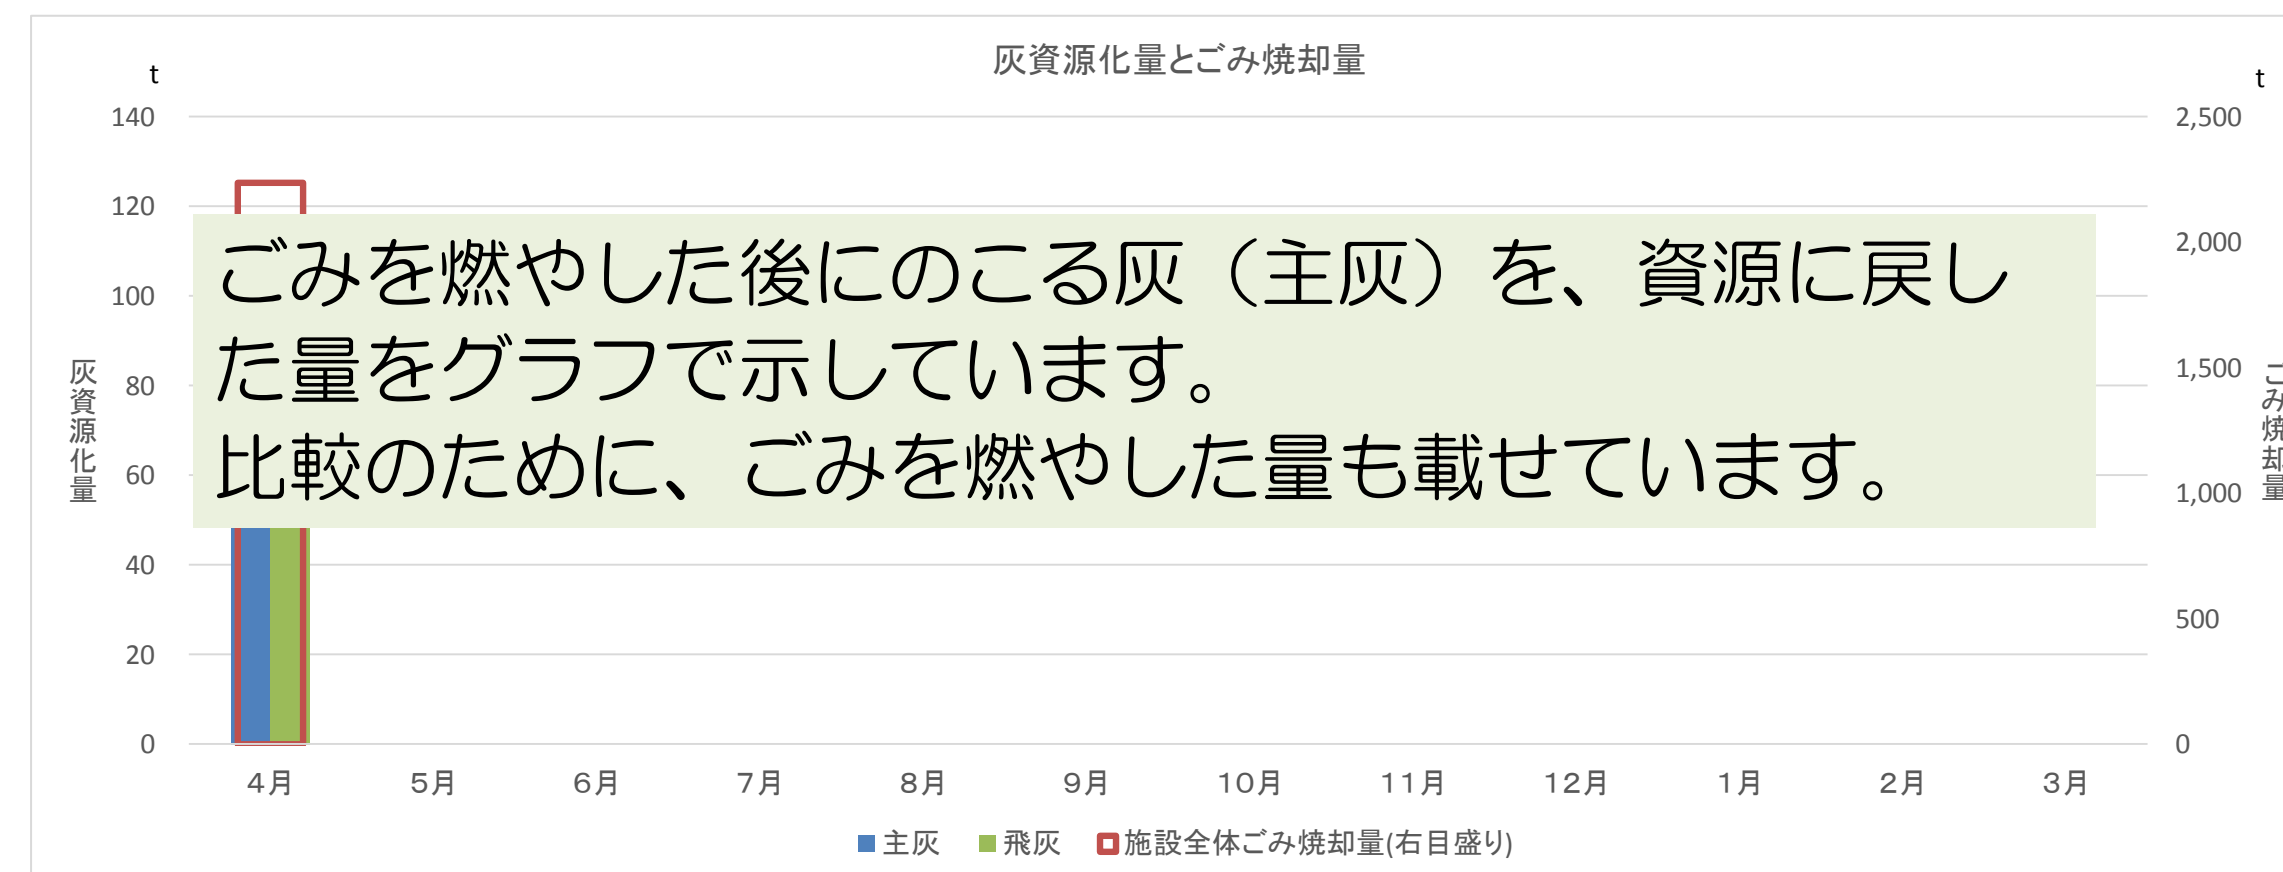 灰資源化量とごみ焼却量
t
t
140
120
100
80
60
40
20
0
灰資源化量
ごみを燃やした後にのこる灰（主灰）を、資源に戻し
た量をグラフで示しています。
比較のために、ごみを燃やした量も載せています。
2,500
2,000
1,500
1,000
500
0
ごみ焼却量
4月 5月 6月 7月 8月 9月 10月 11月 12月 1月 2月 3月
主灰 飛灰 施設全体ごみ焼却量(右目盛り)